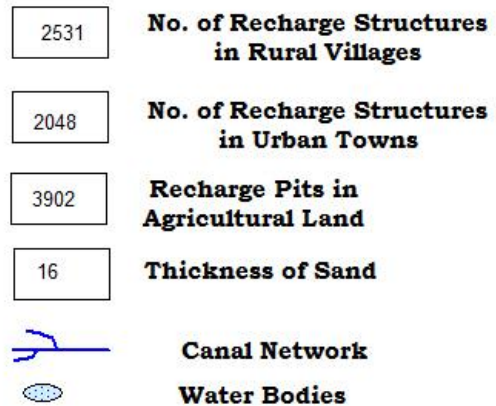 2531 No. of Recharge Structures
in Rural Villages
2048 No. of Recharge Structures
in Urban Towns
3902 Recharge Pits in
Agricultural Land
16 Thickness of Sand
Canal Network
Water Bodies